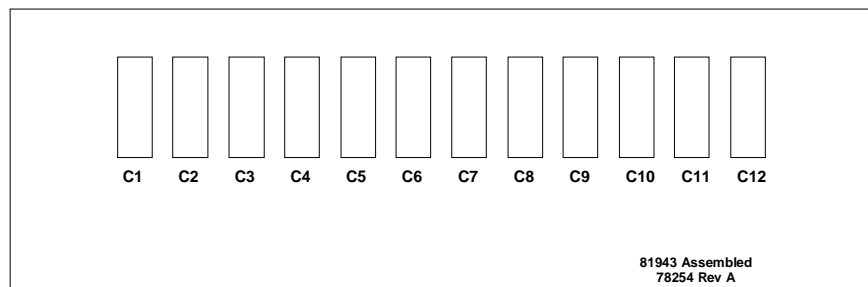 C1 C2 C3 C4 C5 C6 C7 C8 C9 C10 C11 C12
81943 Assembled
78254 Rev A